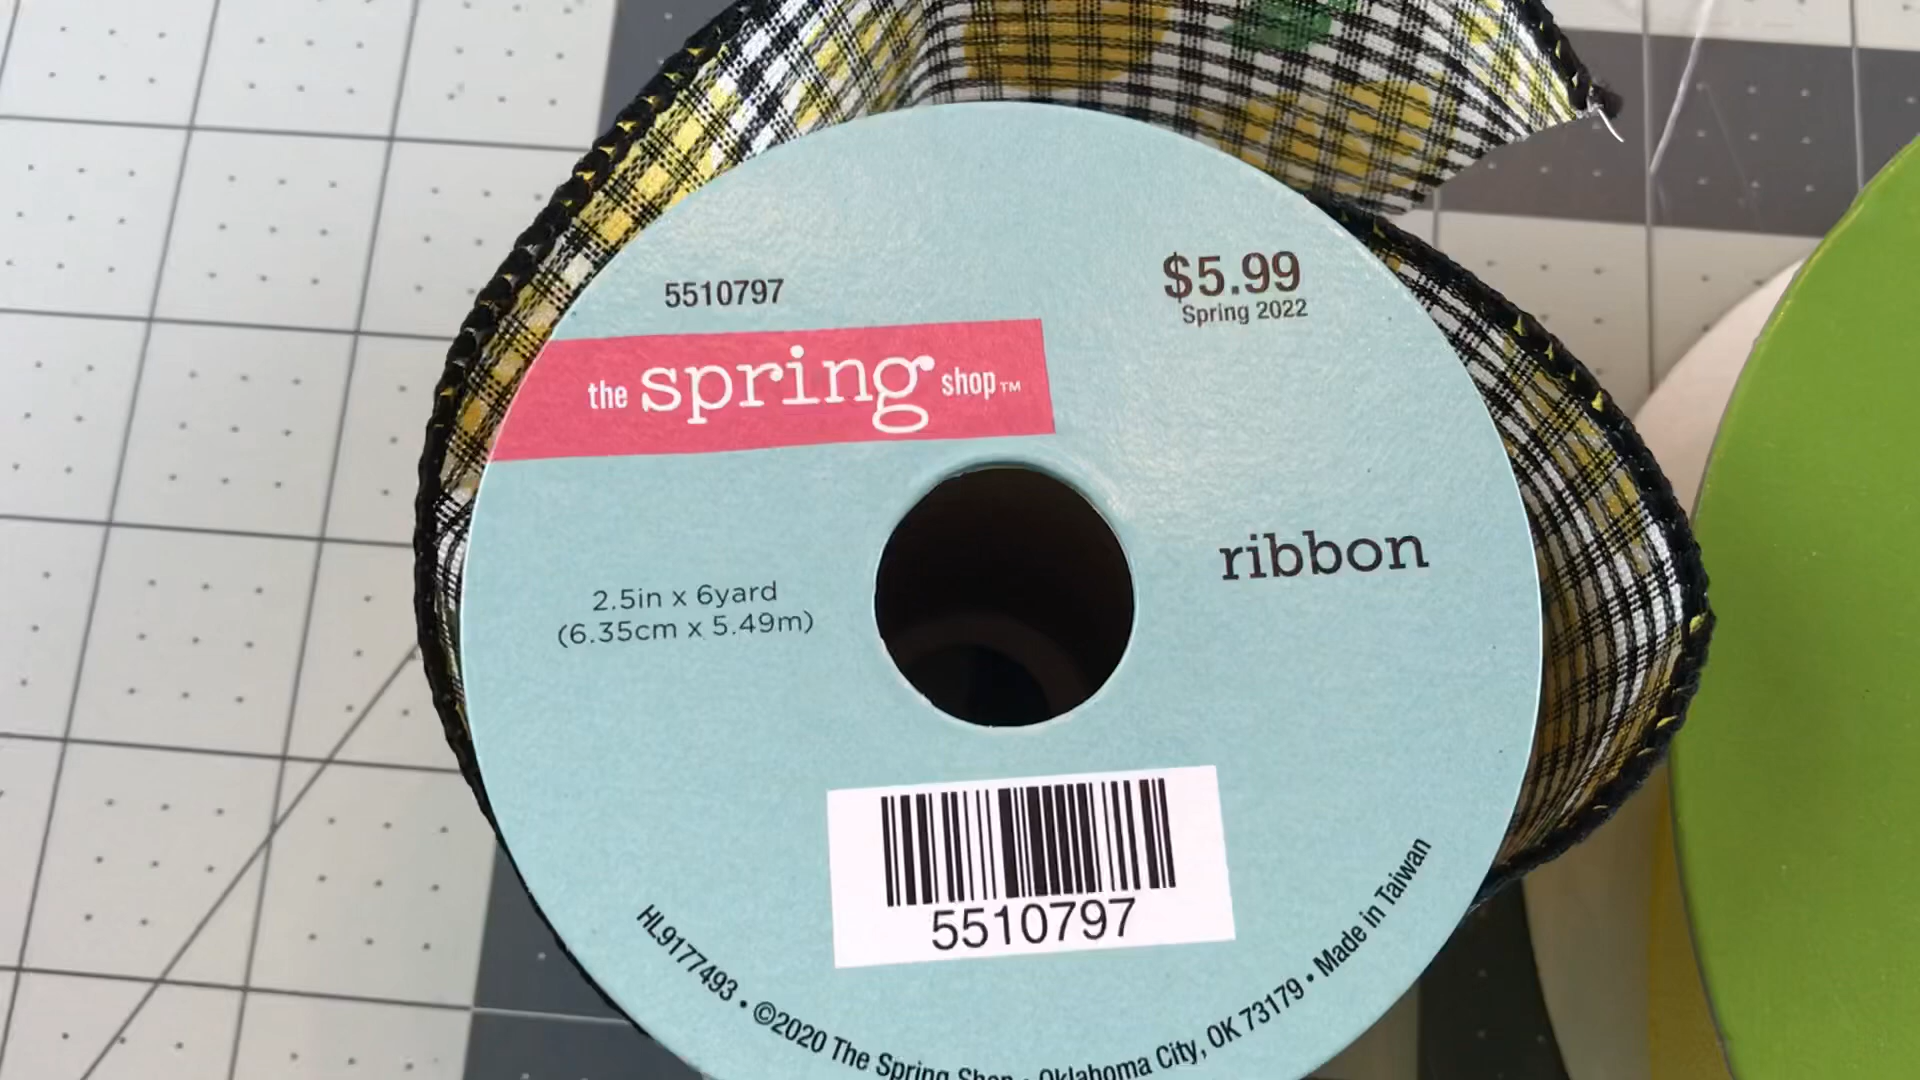 5510797
$5.99
Spring 2022
the spring shop™
ribbon
2.5in x 6yard
(6.35cm x 5.49m)
5510797
HL9177493 • ©2020 The Spring Shop • Oklahoma City, OK 73179 • Made in Taiwan